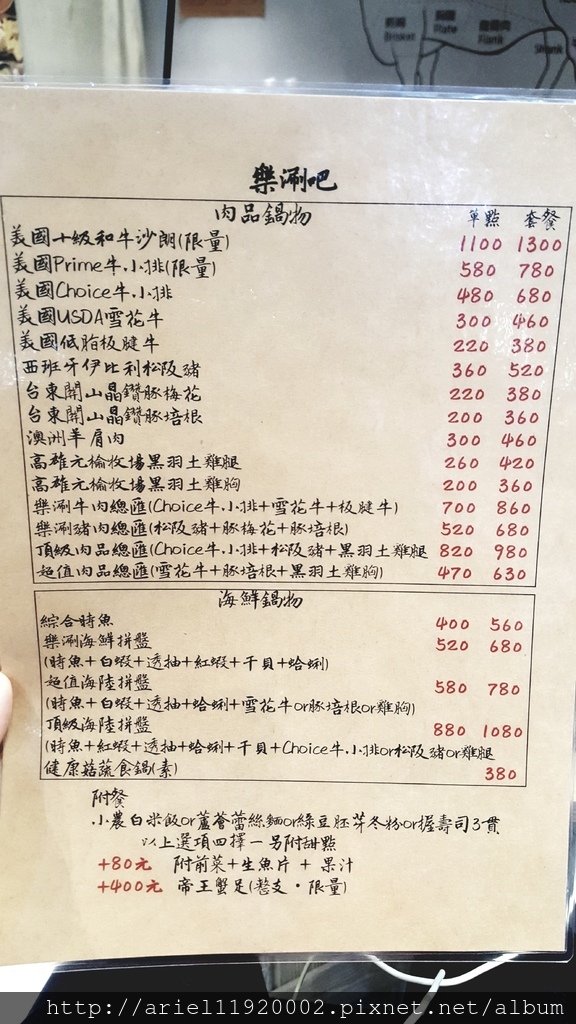 Brisket
Plate
Flank
Shank
樂涮吧
肉品鍋物 單點 套餐
美國十級和牛沙朗(限量) 1100 1300
美國Prime牛小排(限量) 580 780
美國Choice牛小排 480 680
美國USDA雪花牛 300 460
美國低脂板腱牛 220 380
西班牙伊比利松阪豬 360 520
台東關山晶鑽豚梅花 220 380
台東關山晶鑽豚培根 200 360
澳洲羊肩肉 300 460
高雄元榆牧場黑羽土雞腿 260 420
高雄元榆牧場黑羽土雞胸 200 360
樂涮牛肉總匯(Choice牛小排+雪花牛+板腱牛) 700 860
樂涮豬肉總匯(松阪豬+豚梅花+豚培根) 520 680
頂級肉品總匯(Choice牛小排+松阪豬+黑羽土雞腿 820 980
超值肉品總匯(雪花牛+豚培根+黑羽土雞胸) 470 630
海鮮鍋物
綜合時魚 400 560
樂涮海鮮拼盤 520 680
(時魚+白蝦+透抽+紅蝦+干貝+蛤蜊)
超值海陸拼盤 580 780
(時魚+白蝦+透抽+蛤蜊+雪花牛or豚培根or雞胸)
頂級海陸拼盤 880 1080
(時魚+紅蝦+透抽+蛤蜊+干貝+Choice牛小排or松阪豬or雞腿
健康菇蔬食鍋(素) 380
附餐
小農白米飯or蘆薈蕾絲麵or綠豆胚芽冬粉or握壽司3貫
以上選項四擇一 另附甜點
+80元 附前菜+生魚片+果汁
+400元 帝王蟹足(整支·限量)
http://ariel11920002.pixnet.net/album